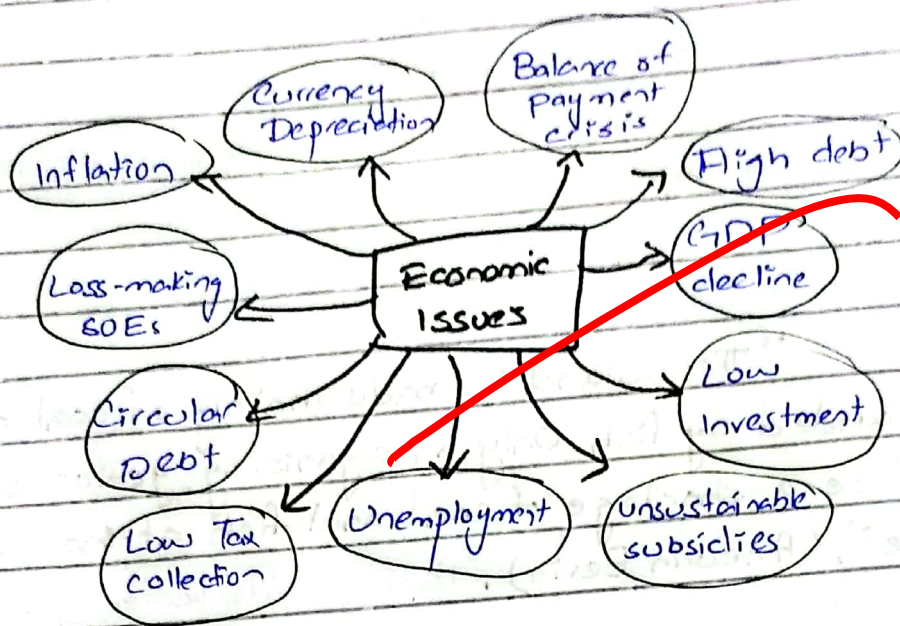 Currency
Depreciation
Balance of
payment
crisis
Inflation
High debt
GDP's
decline
Economic
Issues
Loss-making
SOEs
Low
Investment
Circular
Debt
Unemployment
unsustainable
subsidies
Low Tax
collection